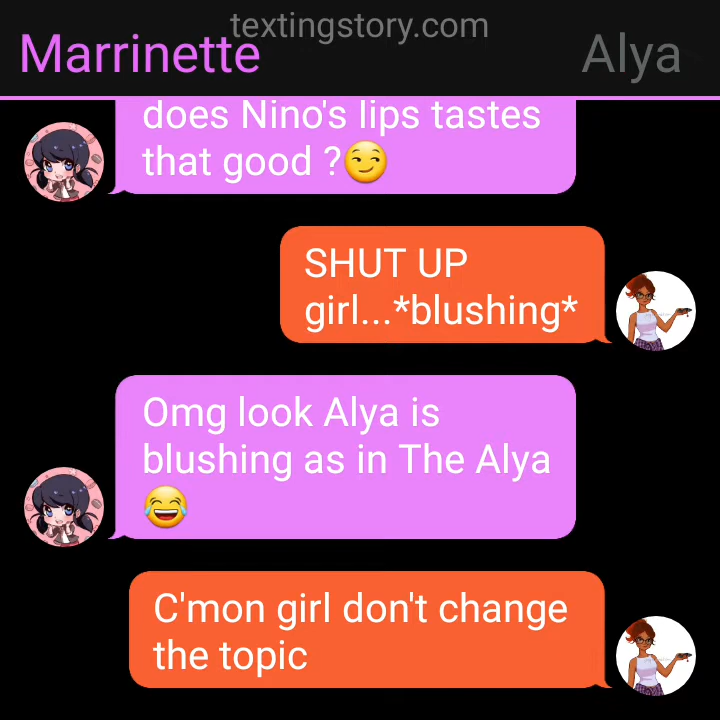 textingstory.com
Marrinette
Alya
does Nino's lips tastes
that good ?😏
SHUT UP
girl...*blushing*
Omg look Alya is
blushing as in The Alya
😂
C'mon girl don't change
the topic